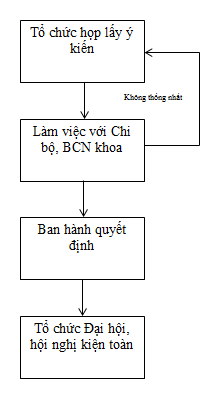 Tổ chức họp lấy ý
kiến
Không thống nhất
Làm việc với Chi
bộ, BCN khoa
Ban hành quyết
định
Tổ chức Đại hội,
hội nghị kiện toàn